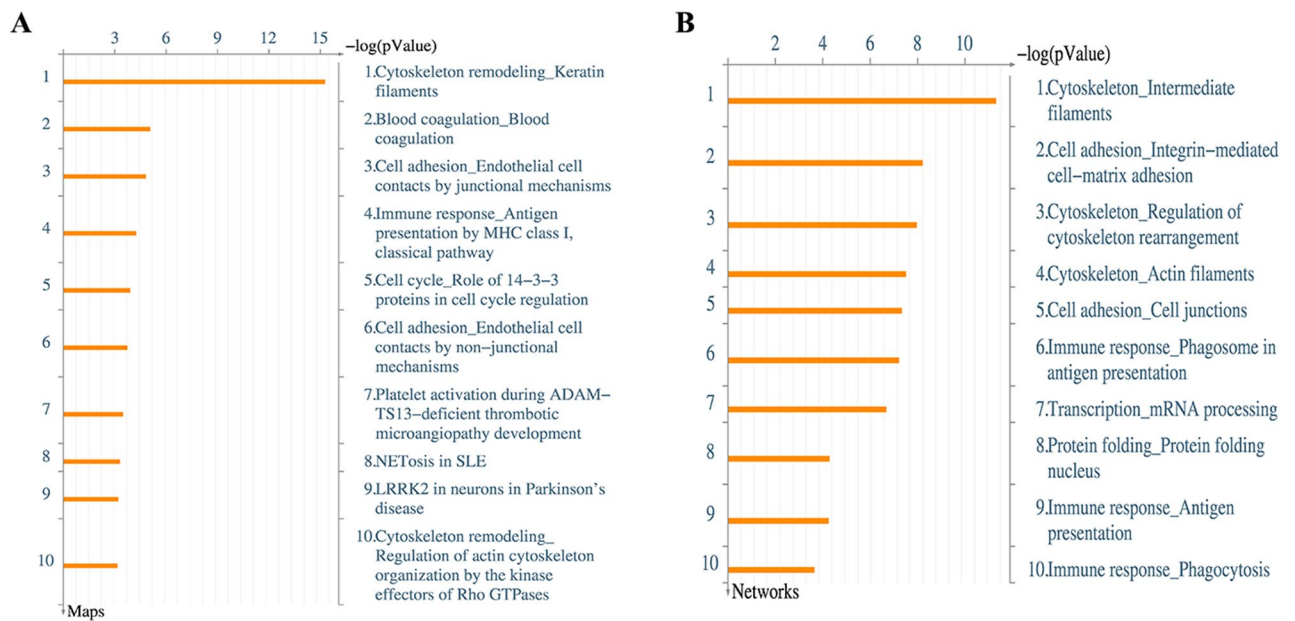 A
3 6 9 12 15
−log(pValue)
1
2
3
4
5
6
7
8
9
10
Maps
1.Cytoskeleton remodeling_Keratin
filaments
2.Blood coagulation_Blood
coagulation
3.Cell adhesion_Endothelial cell
contacts by junctional mechanisms
4.Immune response_Antigen
presentation by MHC class I,
classical pathway
5.Cell cycle_Role of 14−3−3
proteins in cell cycle regulation
6.Cell adhesion_Endothelial cell
contacts by non−junctional
mechanisms
7.Platelet activation during ADAM−
TS13−deficient thrombotic
microangiopathy development
8.NETosis in SLE
9.LRRK2 in neurons in Parkinson's
disease
10.Cytoskeleton remodeling_
Regulation of actin cytoskeleton
organization by the kinase
effectors of Rho GTPases
B
2 4 6 8 10
−log(pValue)
1
2
3
4
5
6
7
8
9
10
Networks
1.Cytoskeleton_Intermediate
filaments
2.Cell adhesion_Integrin−mediated
cell−matrix adhesion
3.Cytoskeleton_Regulation of
cytoskeleton rearrangement
4.Cytoskeleton_Actin filaments
5.Cell adhesion_Cell junctions
6.Immune response_Phagosome in
antigen presentation
7.Transcription_mRNA processing
8.Protein folding_Protein folding
nucleus
9.Immune response_Antigen
presentation
10.Immune response_Phagocytosis